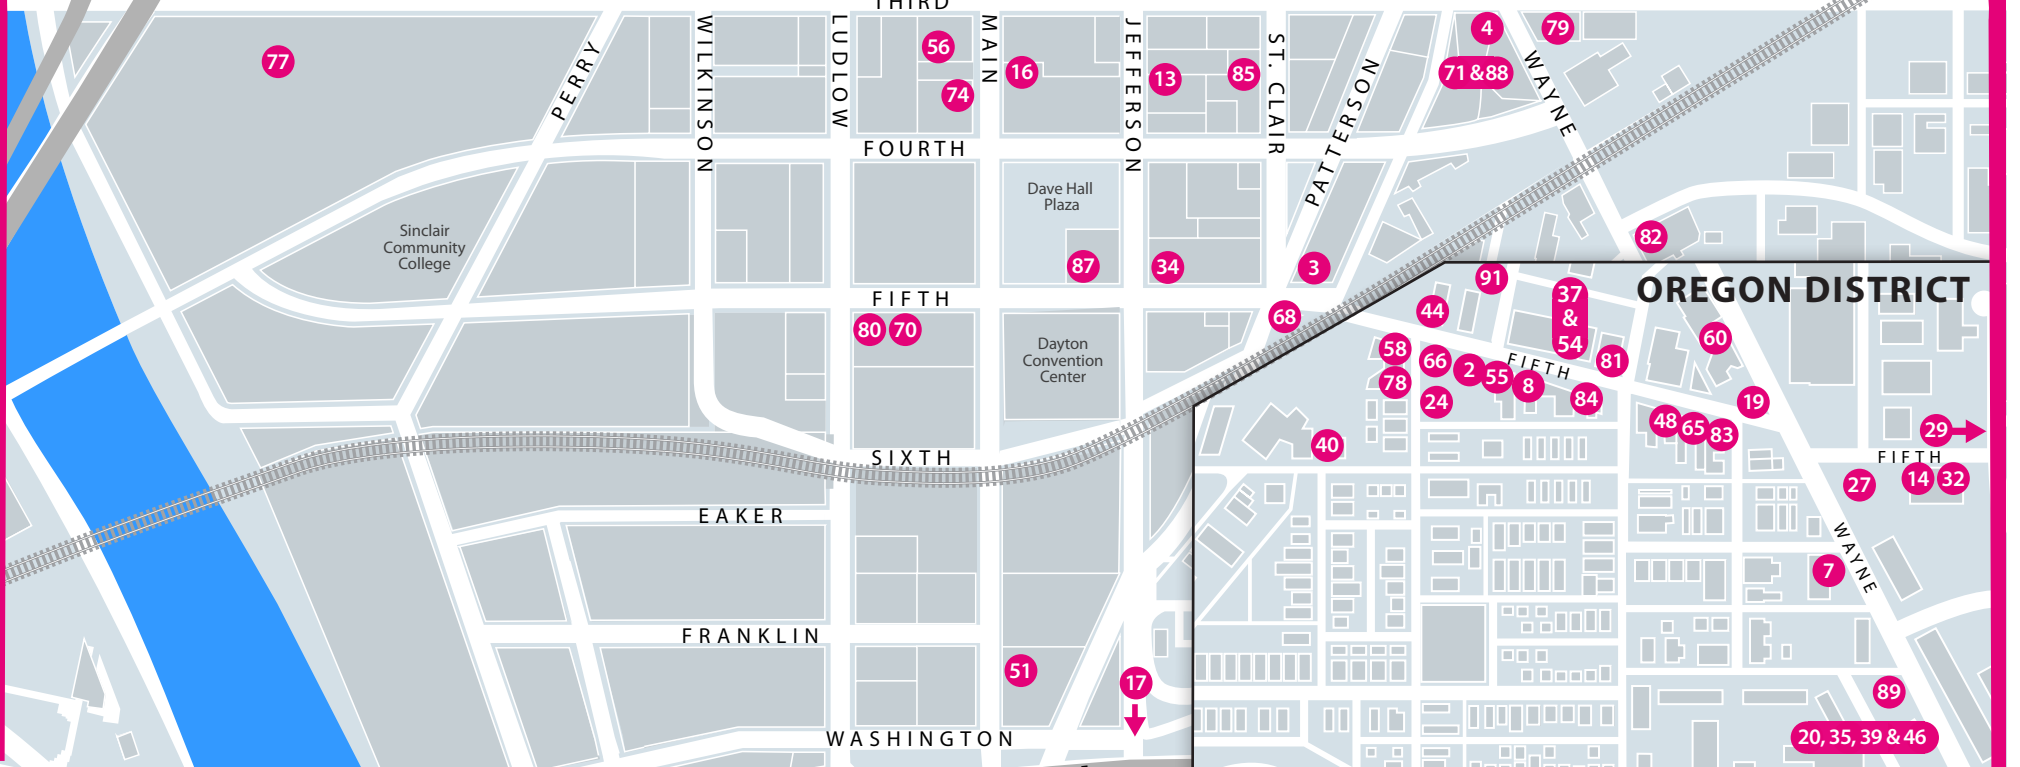 THIRD
WILKINSON
LUDLOW
MAIN
JEFFERSON
ST. CLAIR
PERRY
PATTERSON
WAYNE
77
56
74
16
13
85
4
71 & 88
79
FOURTH
Dave Hall
Plaza
Sinclair
Community
College
87
34
3
82
FIFTH
80
70
68
Dayton
Convention
Center
SIXTH
EAKER
FRANKLIN
51
17
WASHINGTON
OREGON DISTRICT
91
37
&
54
44
60
58
66
2
55
8
FIFTH
81
78
24
84
19
48
65
83
40
29
FIFTH
27
14
32
WAYNE
7
89
20, 35, 39 & 46